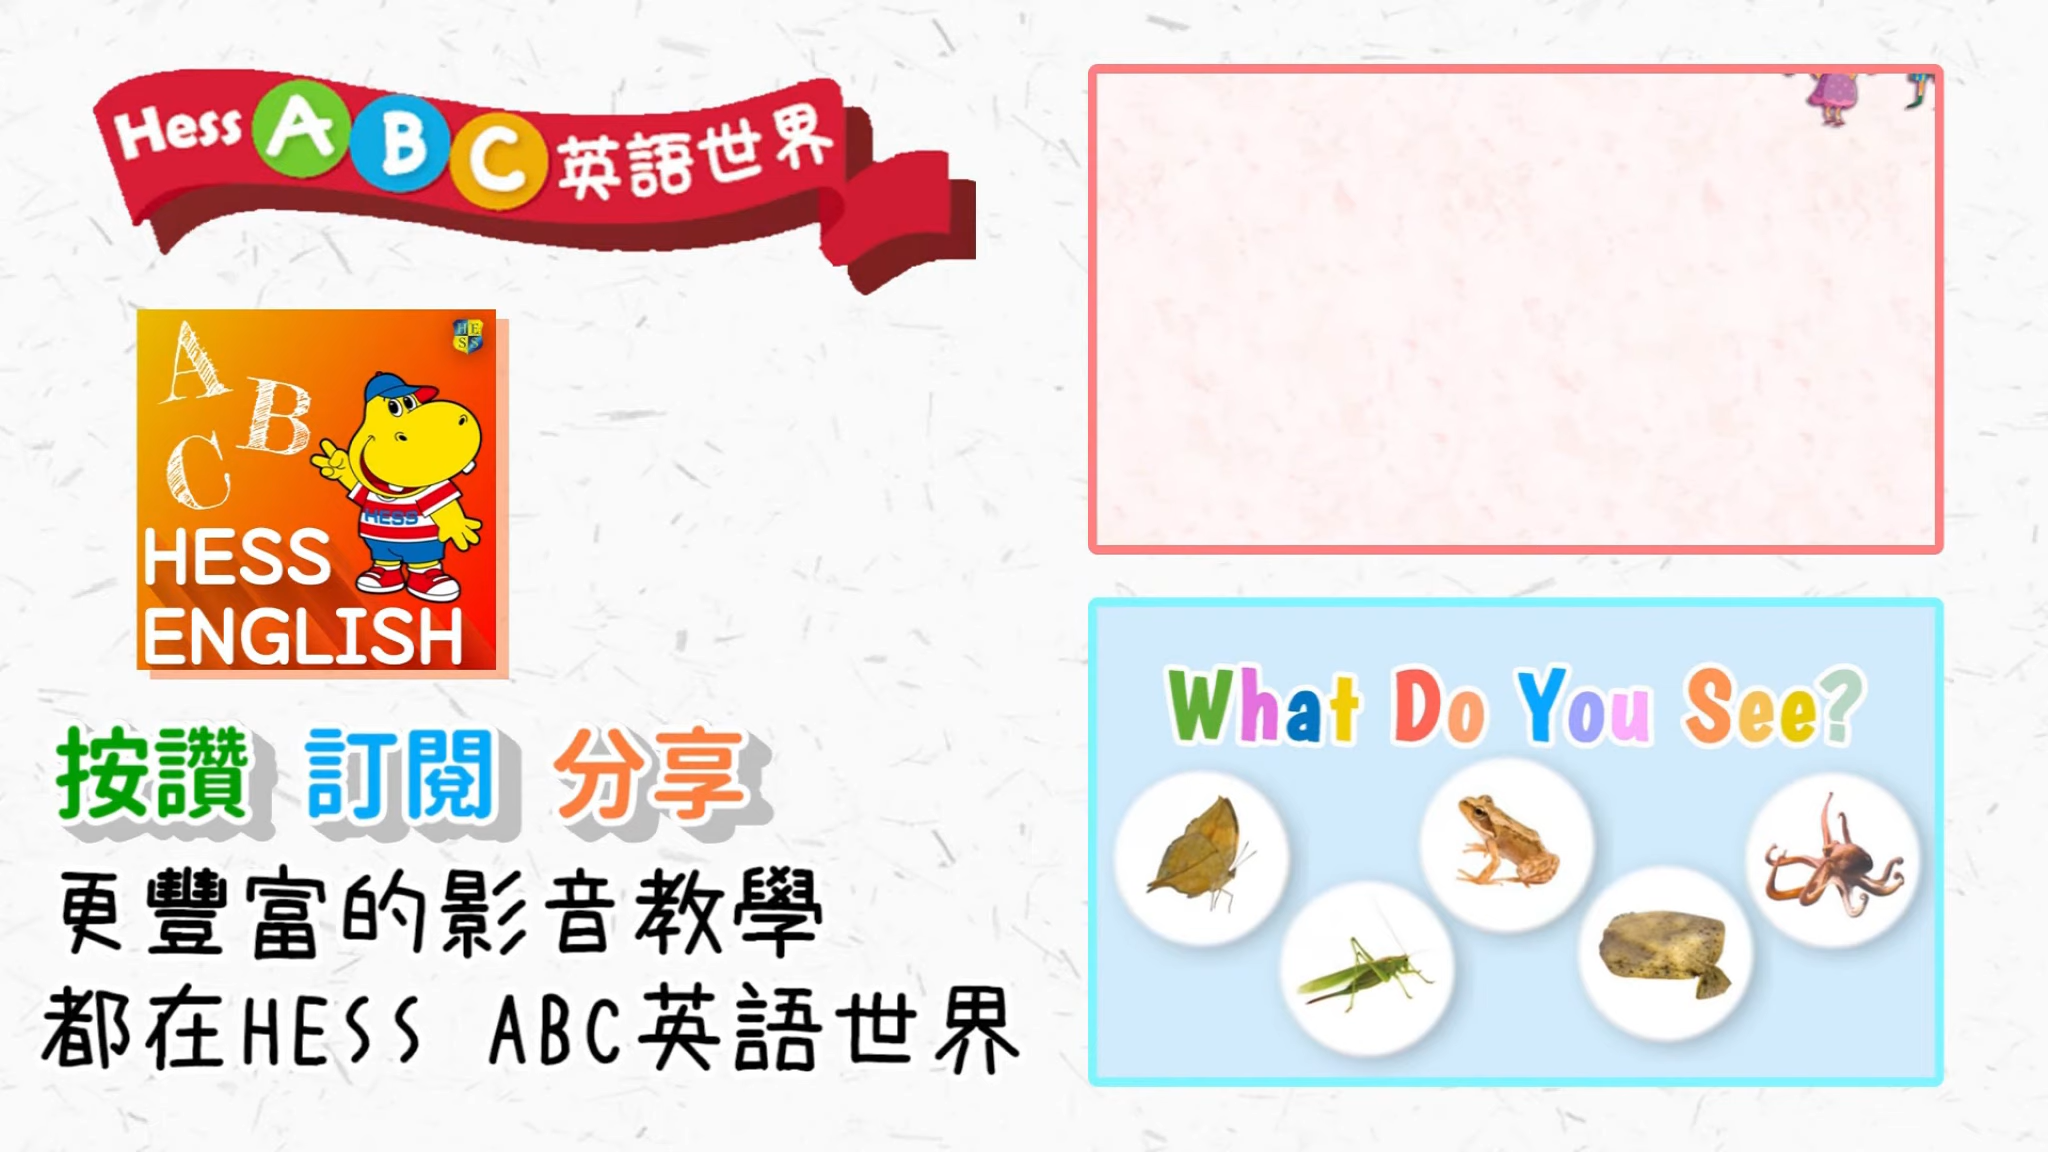 Hess ABC 英語世界
HES
S
A
B
C
HESS
HESS
ENGLISH
按讚 訂閱 分享
更豐富的影音教學
都在HESS ABC英語世界
What Do You See?